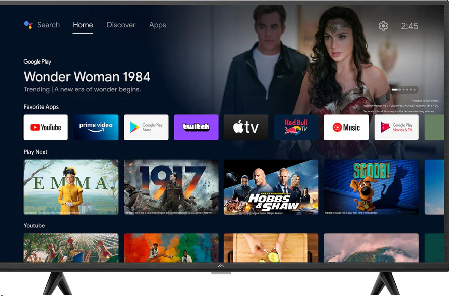 Search Home Discover Apps 2:45
Google Play
Wonder Woman 1984
Trending | A new era of wonder begins.
Favorite Apps
YouTube prime video Google Play Store twitch tv Red Bull TV Music Google Play Movies & TV
Play Next
EMMA. 1917 HOBBS & SHAW SCOOB!
Youtube